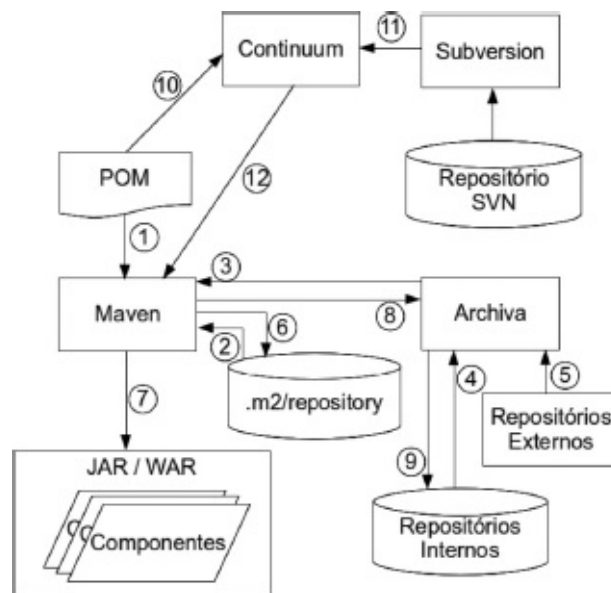 11
Continuum
Subversion
10
POM
12
Repositório
SVN
1
3
Maven
6
8
Archiva
2
4
5
7
.m2/repository
Repositórios
Externos
JAR / WAR
9
Componentes
Repositórios
Internos